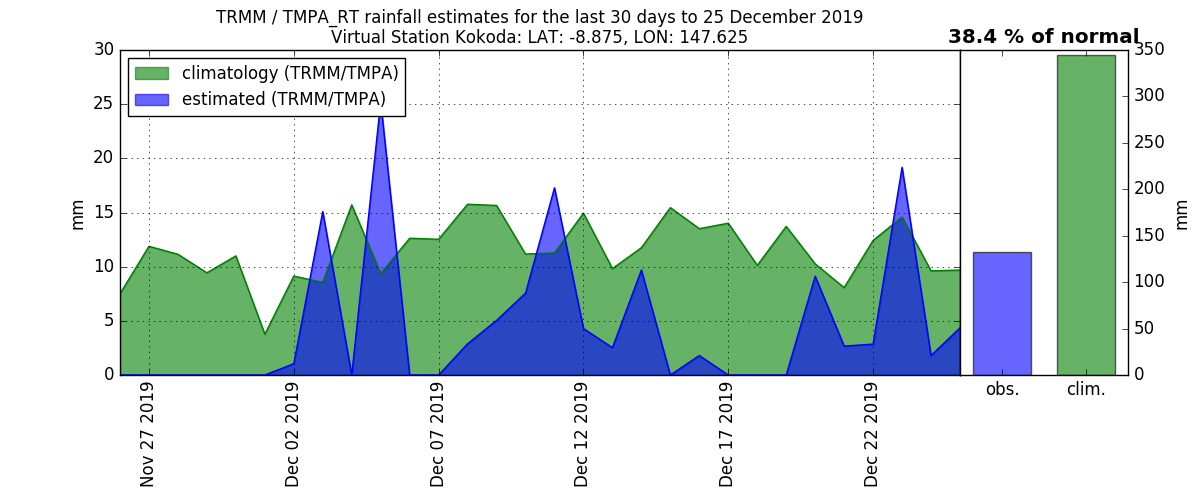 TRMM / TMPA_RT rainfall estimates for the last 30 days to 25 December 2019
Virtual Station Kokoda: LAT: -8.875, LON: 147.625
38.4 % of normal
climatology (TRMM/TMPA)
estimated (TRMM/TMPA)
30
25
20
15
10
5
0
mm
Nov 27 2019
Dec 02 2019
Dec 07 2019
Dec 12 2019
Dec 17 2019
Dec 22 2019
obs.
clim.
350
300
250
200
150
100
50
0
mm